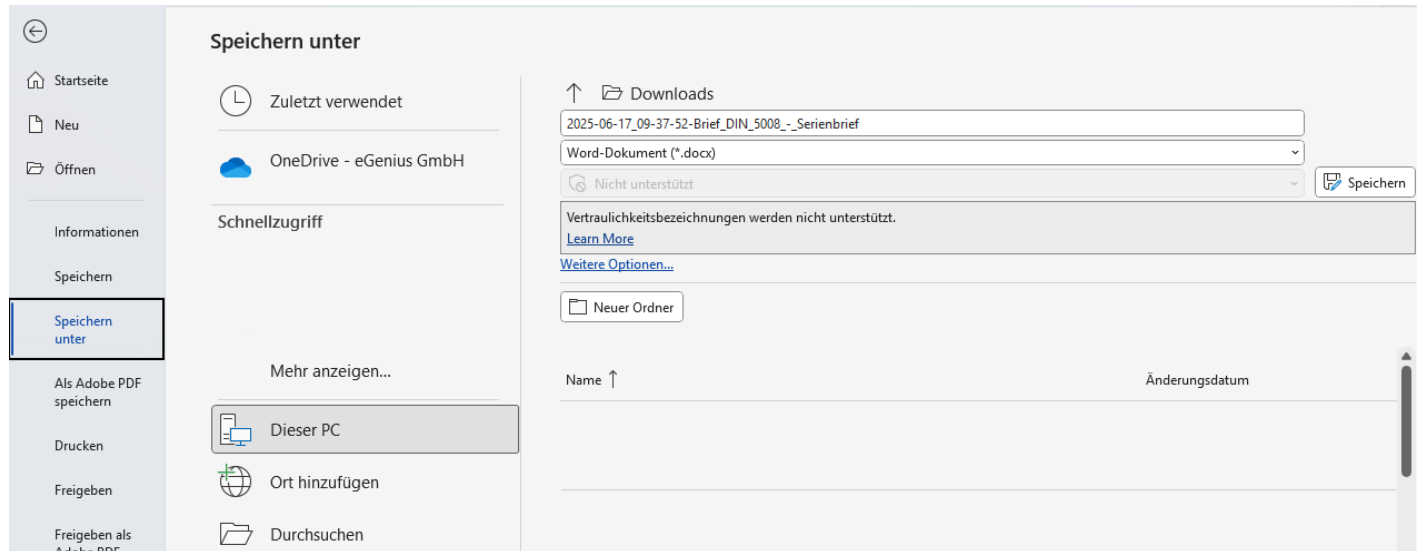 Startseite
Neu
Öffnen
Informationen
Speichern
Speichern
unter
Als Adobe PDF
speichern
Drucken
Freigeben
Freigeben als
Adobe PDF
Speichern unter
Zuletzt verwendet
OneDrive - eGenius GmbH
Schnellzugriff
Mehr anzeigen...
Dieser PC
Ort hinzufügen
Durchsuchen
Downloads
2025-06-17_09-37-52-Brief_DIN_5008_-_Serienbrief
Word-Dokument (*.docx)
Nicht unterstützt
Speichern
Vertraulichkeitsbezeichnungen werden nicht unterstützt.
Learn More
Weitere Optionen...
Neuer Ordner
Name ↑ Änderungsdatum